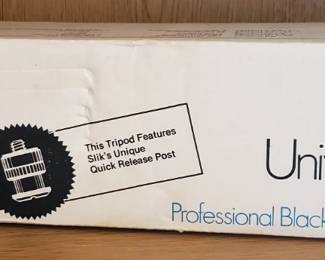 This Tripod Features
Slik's Unique
Quick Release Post
Uni
Professional Black